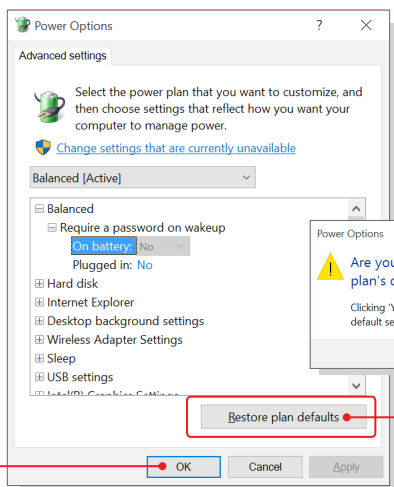 Power Options
Advanced settings
Select the power plan that you want to customize, and
then choose settings that reflect how you want your
computer to manage power.
Change settings that are currently unavailable
Balanced [Active]
Balanced
Require a password on wakeup
On battery: No
Plugged in: No
Hard disk
Internet Explorer
Desktop background settings
Wireless Adapter Settings
Sleep
USB settings
Intel(R) Graphics Settings
Power Options
Are you
plan's d
Clicking 'Y
default se
Restore plan defaults
OK
Cancel
Apply